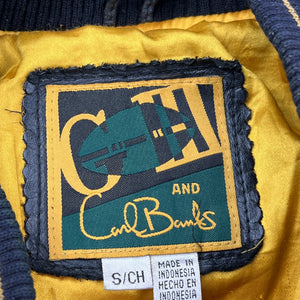 G-III
AND
Carl Banks
S/CH
MADE IN
INDONESIA
HECHO EN
INDONESIA